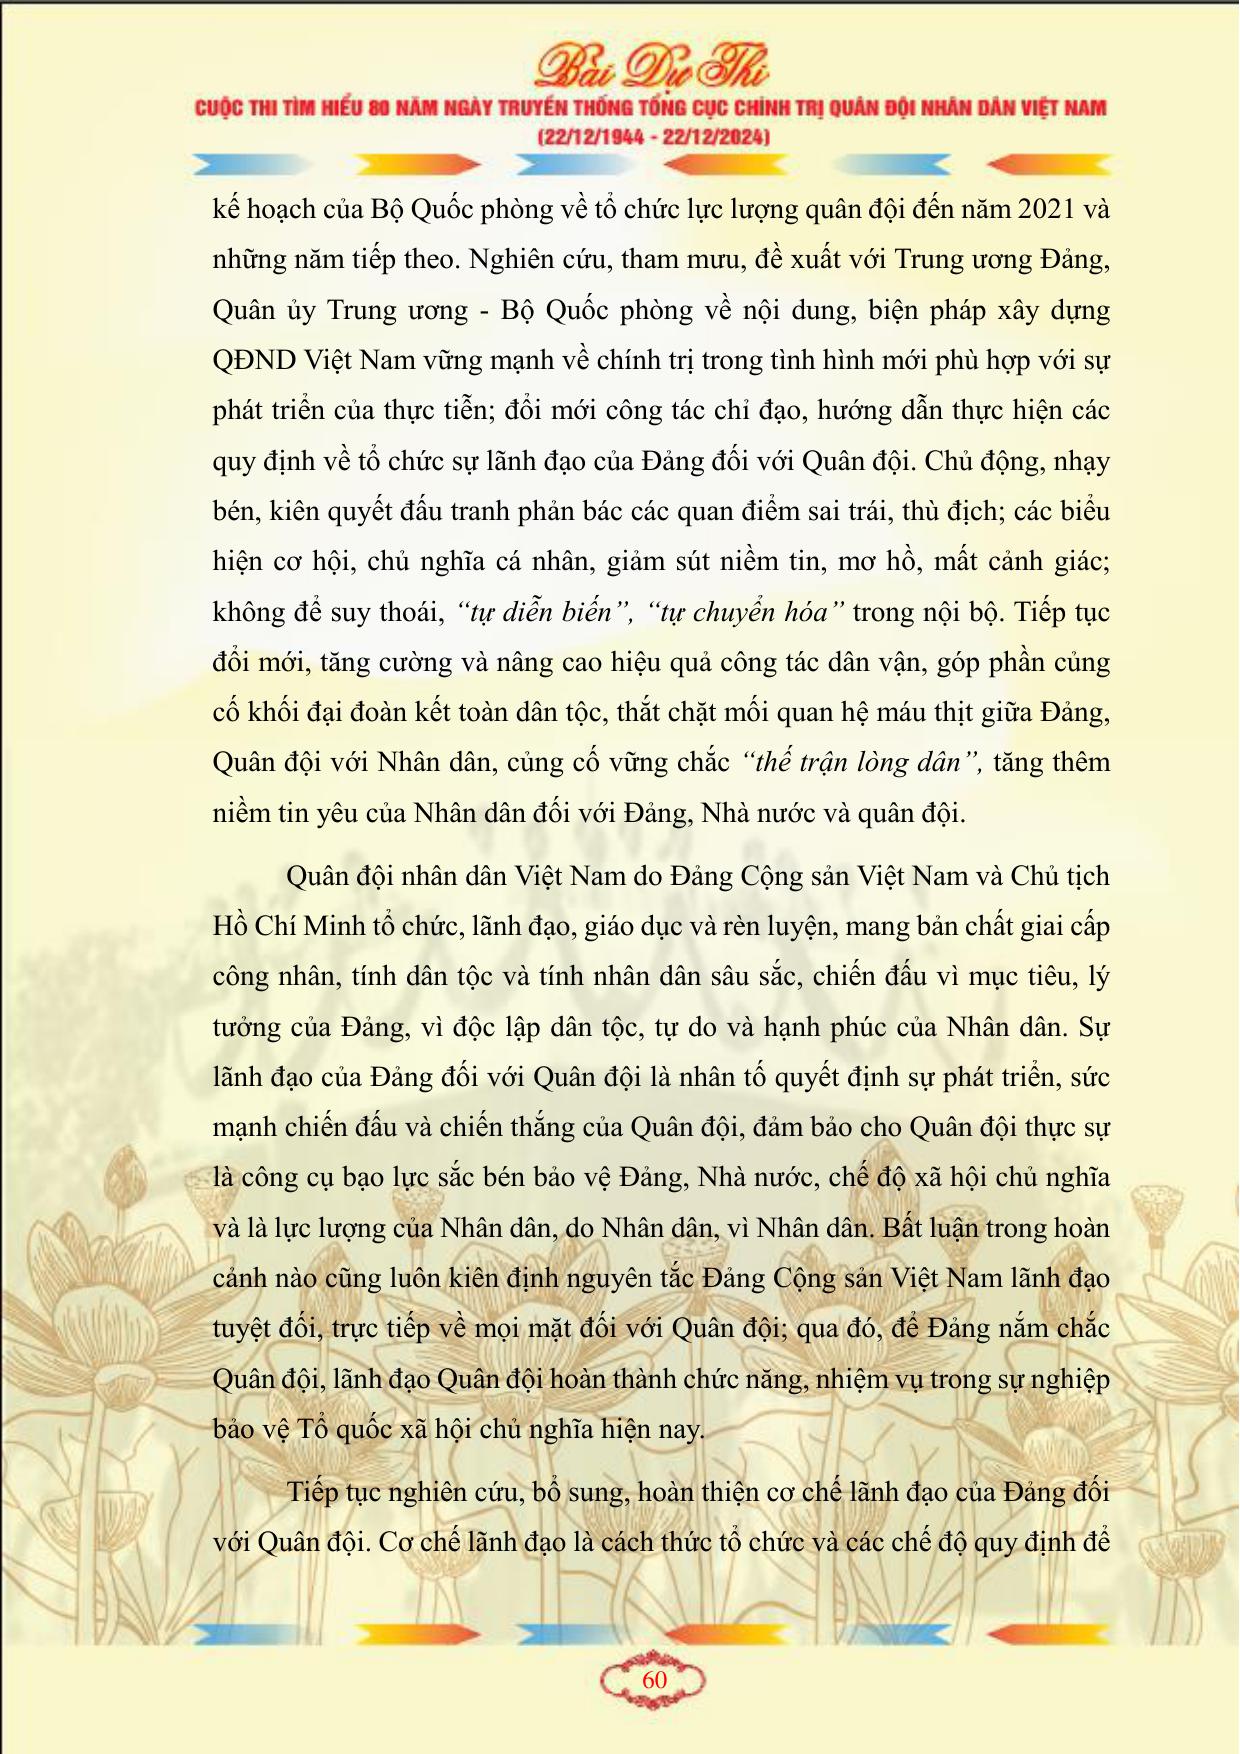 Bài Dự Thi
CUỘC THI TÌM HIỂU 80 NĂM NGÀY TRUYỀN THỐNG TỔNG CỤC CHÍNH TRỊ QUÂN ĐỘI NHÂN DÂN VIỆT NAM
(22/12/1944 - 22/12/2024)
kế hoạch của Bộ Quốc phòng về tổ chức lực lượng quân đội đến năm 2021 và
những năm tiếp theo. Nghiên cứu, tham mưu, đề xuất với Trung ương Đảng,
Quân ủy Trung ương - Bộ Quốc phòng về nội dung, biện pháp xây dựng
QĐND Việt Nam vững mạnh về chính trị trong tình hình mới phù hợp với sự
phát triển của thực tiễn; đổi mới công tác chỉ đạo, hướng dẫn thực hiện các
quy định về tổ chức sự lãnh đạo của Đảng đối với Quân đội. Chủ động, nhạy
bén, kiên quyết đấu tranh phản bác các quan điểm sai trái, thù địch; các biểu
hiện cơ hội, chủ nghĩa cá nhân, giảm sút niềm tin, mơ hồ, mất cảnh giác;
không để suy thoái, “tự diễn biến”, “tự chuyển hóa” trong nội bộ. Tiếp tục
đổi mới, tăng cường và nâng cao hiệu quả công tác dân vận, góp phần củng
cố khối đại đoàn kết toàn dân tộc, thắt chặt mối quan hệ máu thịt giữa Đảng,
Quân đội với Nhân dân, củng cố vững chắc “thế trận lòng dân”, tăng thêm
niềm tin yêu của Nhân dân đối với Đảng, Nhà nước và quân đội.
Quân đội nhân dân Việt Nam do Đảng Cộng sản Việt Nam và Chủ tịch
Hồ Chí Minh tổ chức, lãnh đạo, giáo dục và rèn luyện, mang bản chất giai cấp
công nhân, tính dân tộc và tính nhân dân sâu sắc, chiến đấu vì mục tiêu, lý
tưởng của Đảng, vì độc lập dân tộc, tự do và hạnh phúc của Nhân dân. Sự
lãnh đạo của Đảng đối với Quân đội là nhân tố quyết định sự phát triển, sức
mạnh chiến đấu và chiến thắng của Quân đội, đảm bảo cho Quân đội thực sự
là công cụ bạo lực sắc bén bảo vệ Đảng, Nhà nước, chế độ xã hội chủ nghĩa
và là lực lượng của Nhân dân, do Nhân dân, vì Nhân dân. Bất luận trong hoàn
cảnh nào cũng luôn kiên định nguyên tắc Đảng Cộng sản Việt Nam lãnh đạo
tuyệt đối, trực tiếp về mọi mặt đối với Quân đội; qua đó, để Đảng nắm chắc
Quân đội, lãnh đạo Quân đội hoàn thành chức năng, nhiệm vụ trong sự nghiệp
bảo vệ Tổ quốc xã hội chủ nghĩa hiện nay.
Tiếp tục nghiên cứu, bổ sung, hoàn thiện cơ chế lãnh đạo của Đảng đối
với Quân đội. Cơ chế lãnh đạo là cách thức tổ chức và các chế độ quy định để
60